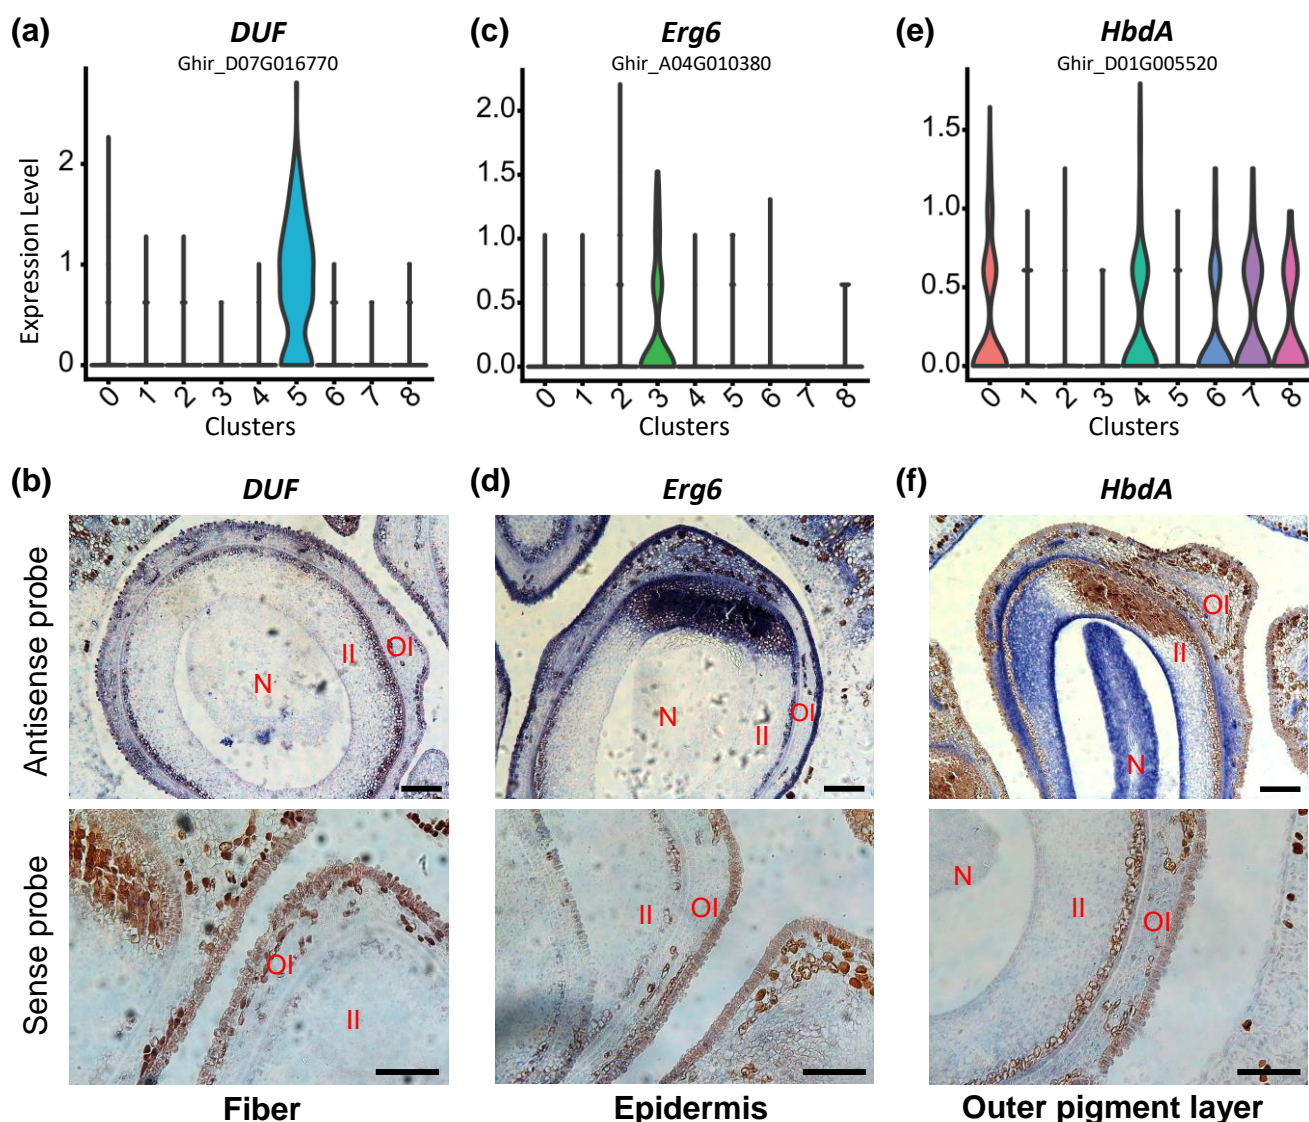 (a) DUF
Ghir_D07G016770
Expression Level
2
1
0
0 1 2 3 4 5 6 7 8
Clusters
(c) Erg6
Ghir_A04G010380
2.0
1.5
1.0
0.5
0.0
0 1 2 3 4 5 6 7 8
Clusters
(e) HbdA
Ghir_D01G005520
1.5
1.0
0.5
0.0
0 1 2 3 4 5 6 7 8
Clusters
(b) DUF
Antisense probe
N
II
OI
(d) Erg6
N
II
OI
(f) HbdA
OI
II
N
Sense probe
OI
II
Fiber
II
OI
Epidermis
N
II
OI
Outer pigment layer